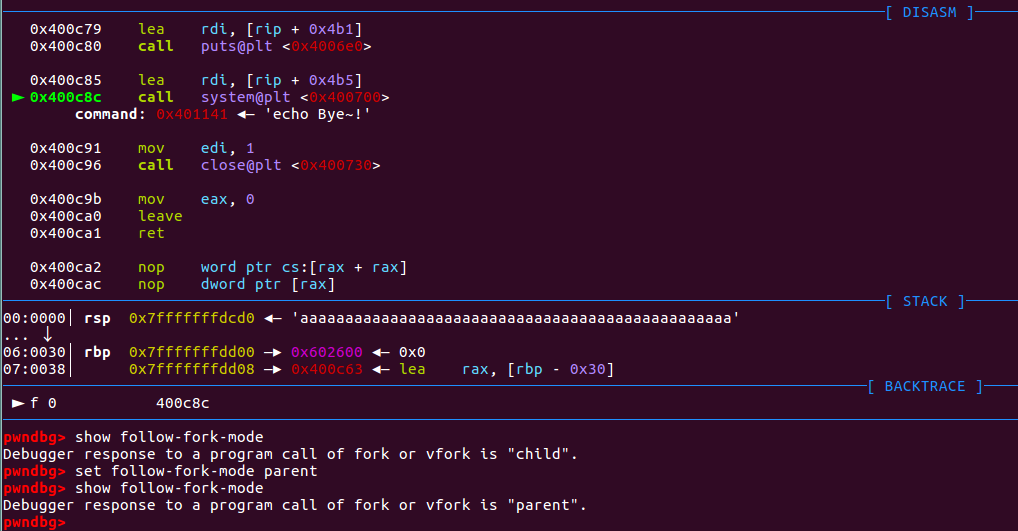 [ DISASM ]
0x400c79 lea rdi, [rip + 0x4b1]
0x400c80 call puts@plt <0x4006e0>
0x400c85 lea rdi, [rip + 0x4b5]
► 0x400c8c call system@plt <0x400700>
command: 0x401141 ◂— 'echo Bye~!'
0x400c91 mov edi, 1
0x400c96 call close@plt <0x400730>
0x400c9b mov eax, 0
0x400ca0 leave
0x400ca1 ret
0x400ca2 nop word ptr cs:[rax + rax]
0x400cac nop dword ptr [rax]
[ STACK ]
00:0000│ rsp 0x7fffffffdcd0 ◂— 'aaaaaaaaaaaaaaaaaaaaaaaaaaaaaaaaaaaaaaaaaaaaaaaa'
... ↓
06:0030│ rbp 0x7fffffffdd00 —▸ 0x602600 ◂— 0x0
07:0038│ 0x7fffffffdd08 —▸ 0x400c63 ◂— lea rax, [rbp - 0x30]
[ BACKTRACE ]
► f 0 400c8c
pwndbg> show follow-fork-mode
Debugger response to a program call of fork or vfork is "child".
pwndbg> set follow-fork-mode parent
pwndbg> show follow-fork-mode
Debugger response to a program call of fork or vfork is "parent".
pwndbg>